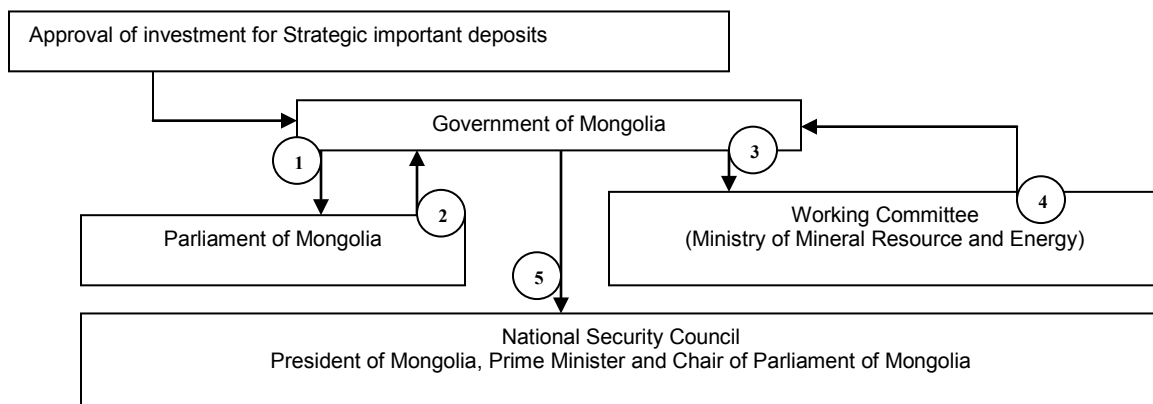 Approval of investment for Strategic important deposits
Government of Mongolia
1
3
2
4
Parliament of Mongolia
Working Committee
(Ministry of Mineral Resource and Energy)
5
National Security Council
President of Mongolia, Prime Minister and Chair of Parliament of Mongolia